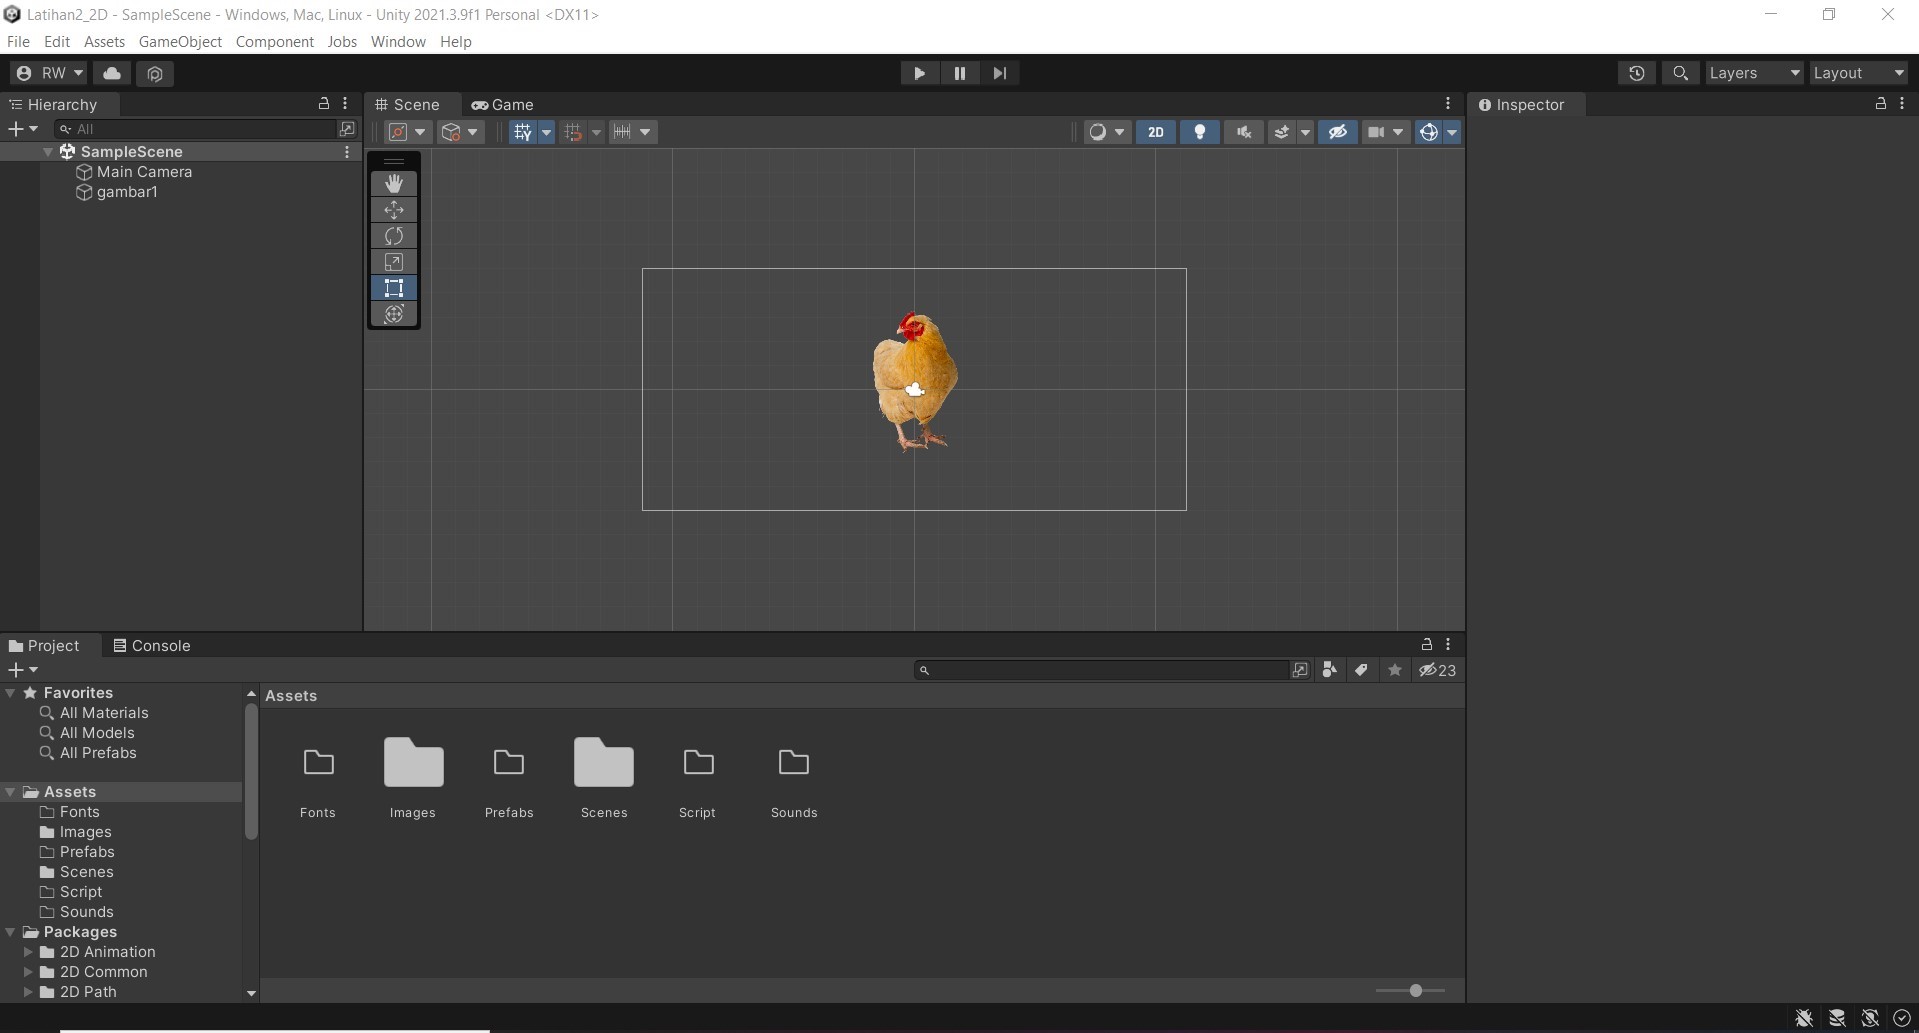 Latihan2_2D - SampleScene - Windows, Mac, Linux - Unity 2021.3.9f1 Personal <DX11>
File Edit Assets GameObject Component Jobs Window Help
RW Layers Layout
Hierarchy
All
SampleScene
Main Camera
gambar1
Scene Game
2D
Inspector
Project Console
23
Favorites
All Materials
All Models
All Prefabs
Assets
Fonts
Images
Prefabs
Scenes
Script
Sounds
Packages
2D Animation
2D Common
2D Path
Assets
Fonts Images Prefabs Scenes Script Sounds